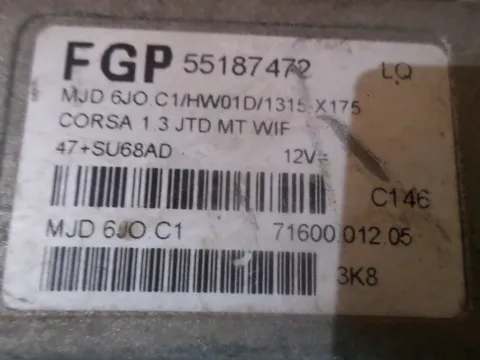 FGP 55187472 LQ
MJD 6JO.C1/HW01D/1315-X175
CORSA 1.3 JTD MT WIF
47+SU68AD 12V=
C146
MJD 6JO.C1 71600.012.05
3K8